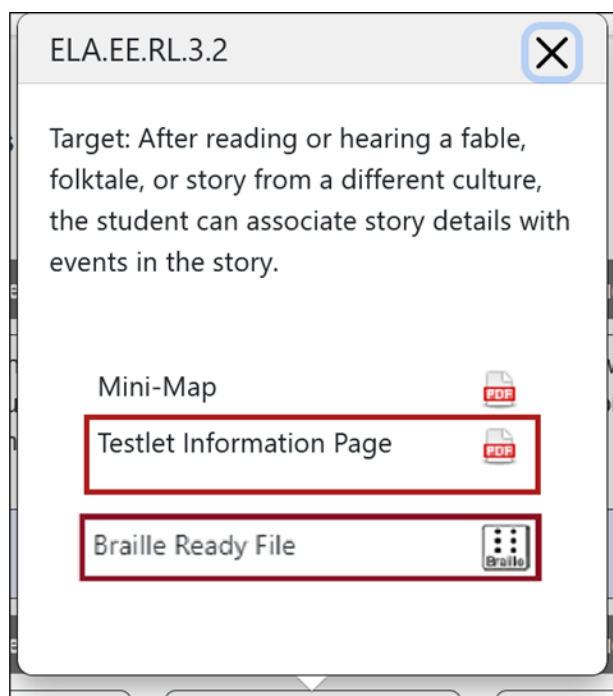 ELA.EE.RL.3.2
Target: After reading or hearing a fable,
folktale, or story from a different culture,
the student can associate story details with
events in the story.
Mini-Map
PDF
Testlet Information Page
PDF
Braille Ready File
Braille